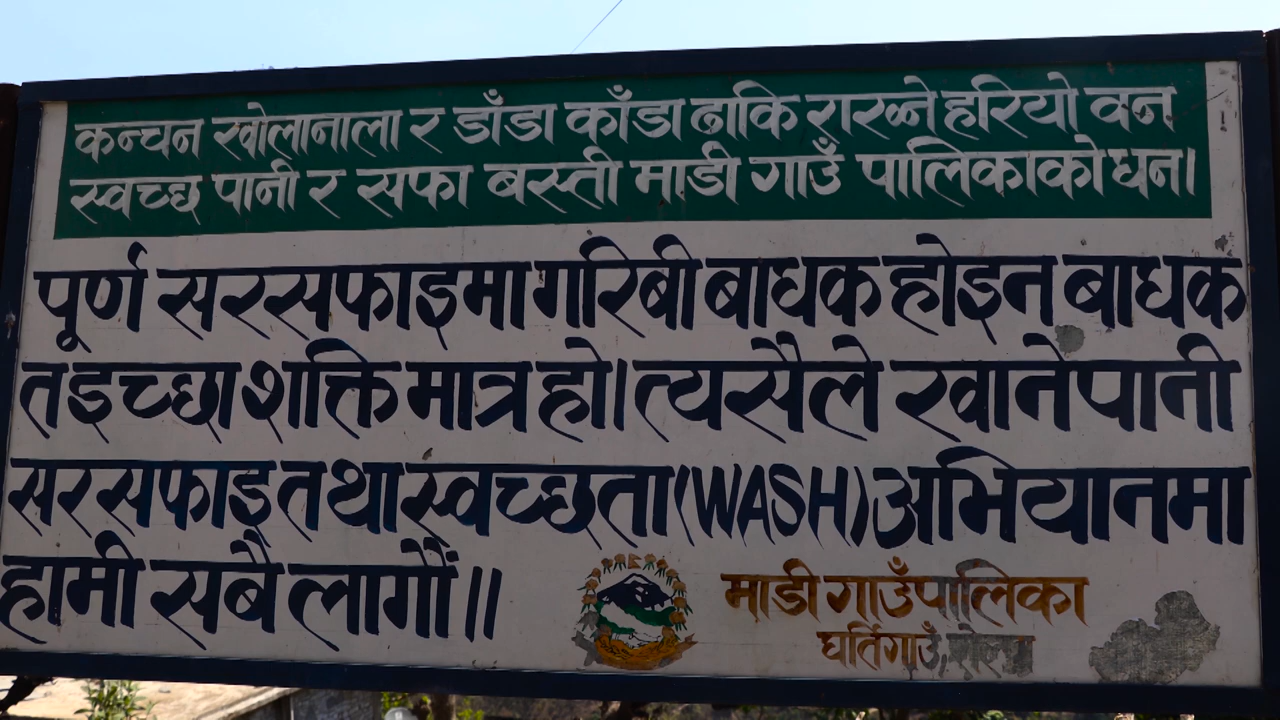 कन्चन खोलानाला र डाँडा काँडा ढाकि राख्ने हरियो वन
स्वच्छ पानी र सफा बस्ती माडी गाउँ पालिकाको धन।
पूर्ण सरसफाइमा गरिबी बाधक होइन बाधक
त इच्छा शक्ति मात्र हो। त्यसैले खानेपानी
सरसफाइ तथा स्वच्छता (WASH) अभियानमा
हामी सबै लागौं ॥
माडी गाउँपालिका
घर्तिगाउँ, रोल्पा